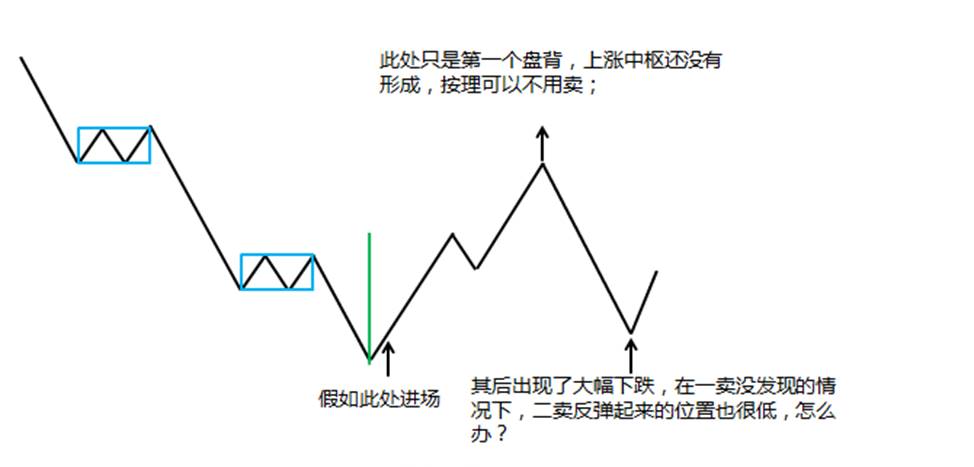 此处只是第一个盘背，上涨中枢还没有
形成，按理可以不用卖；
假如此处进场
其后出现了大幅下跌，在一卖没发现的情
况下，二卖反弹起来的位置也很低，怎么
办？